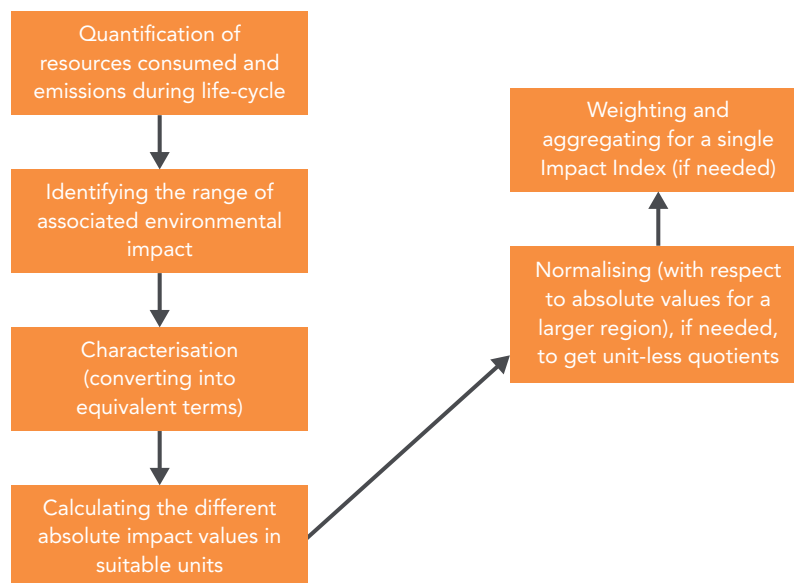 Quantification of
resources consumed and
emissions during life-cycle
Identifying the range of
associated environmental
impact
Characterisation
(converting into
equivalent terms)
Calculating the different
absolute impact values in
suitable units
Normalising (with respect
to absolute values for a
larger region), if needed,
to get unit-less quotients
Weighting and
aggregating for a single
Impact Index (if needed)